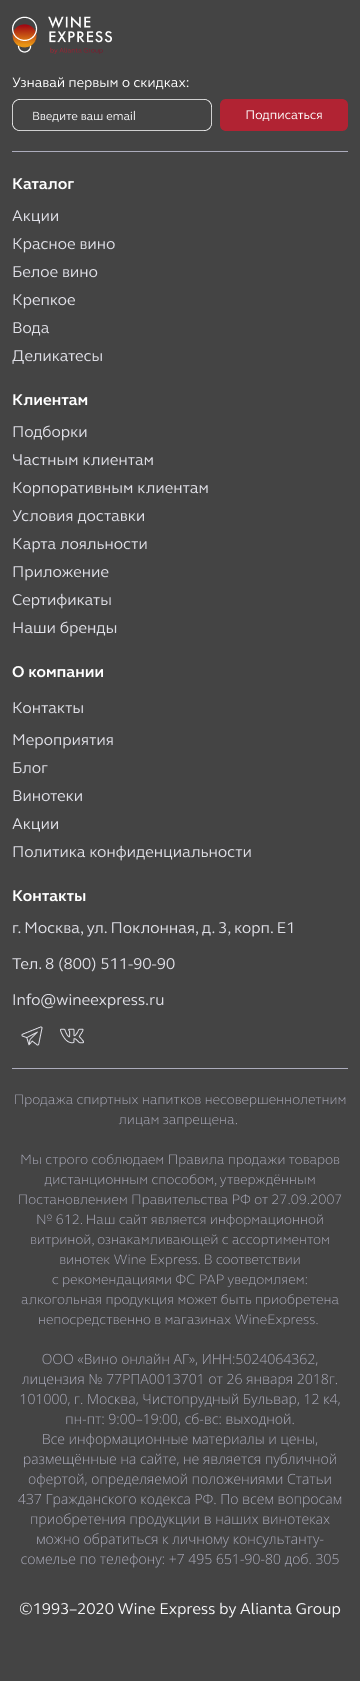 WINE
EXPRESS
Узнавай первым о скидках:
Введите ваш email
Подписаться
Каталог
Акции
Красное вино
Белое вино
Крепкое
Вода
Деликатесы
Клиентам
Подборки
Частным клиентам
Корпоративным клиентам
Условия доставки
Карта лояльности
Приложение
Сертификаты
Наши бренды
О компании
Контакты
Мероприятия
Блог
Винотеки
Акции
Политика конфиденциальности
Контакты
г. Москва, ул. Поклонная, д. 3, корп. Е1
Тел. 8 (800) 511-90-90
Info@wineexpress.ru
Продажа спиртных напитков несовершеннолетним
лицам запрещена.
Мы строго соблюдаем Правила продажи товаров
дистанционным способом, утверждённым
Постановлением Правительства РФ от 27.09.2007
№ 612. Наш сайт является информационной
витриной, ознакамливающей с ассортиментом
винотек Wine Express. В соответствии
с рекомендациями ФС РАР уведомляем:
алкогольная продукция может быть приобретена
непосредственно в магазинах WineExpress.
ООО «Вино онлайн АГ», ИНН:5024064362,
лицензия № 77РПА0013701 от 26 января 2018г.
101000, г. Москва, Чистопрудный Бульвар, 12 к4,
пн-пт: 9:00–19:00, сб-вс: выходной.
Все информационные материалы и цены,
размещённые на сайте, не является публичной
офертой, определяемой положениями Статьи
437 Гражданского кодекса РФ. По всем вопросам
приобретения продукции в наших винотеках
можно обратиться к личному консультанту-
сомелье по телефону: +7 495 651-90-80 доб. 305
©1993–2020 Wine Express by Alianta Group